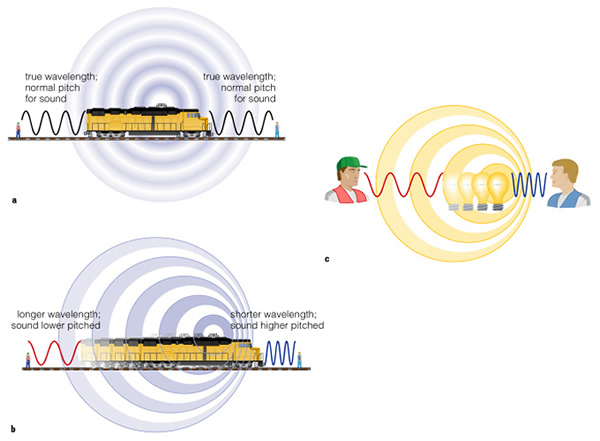 true wavelength;
normal pitch
for sound
true wavelength;
normal pitch
for sound
a
longer wavelength;
sound lower pitched
shorter wavelength;
sound higher pitched
b
c